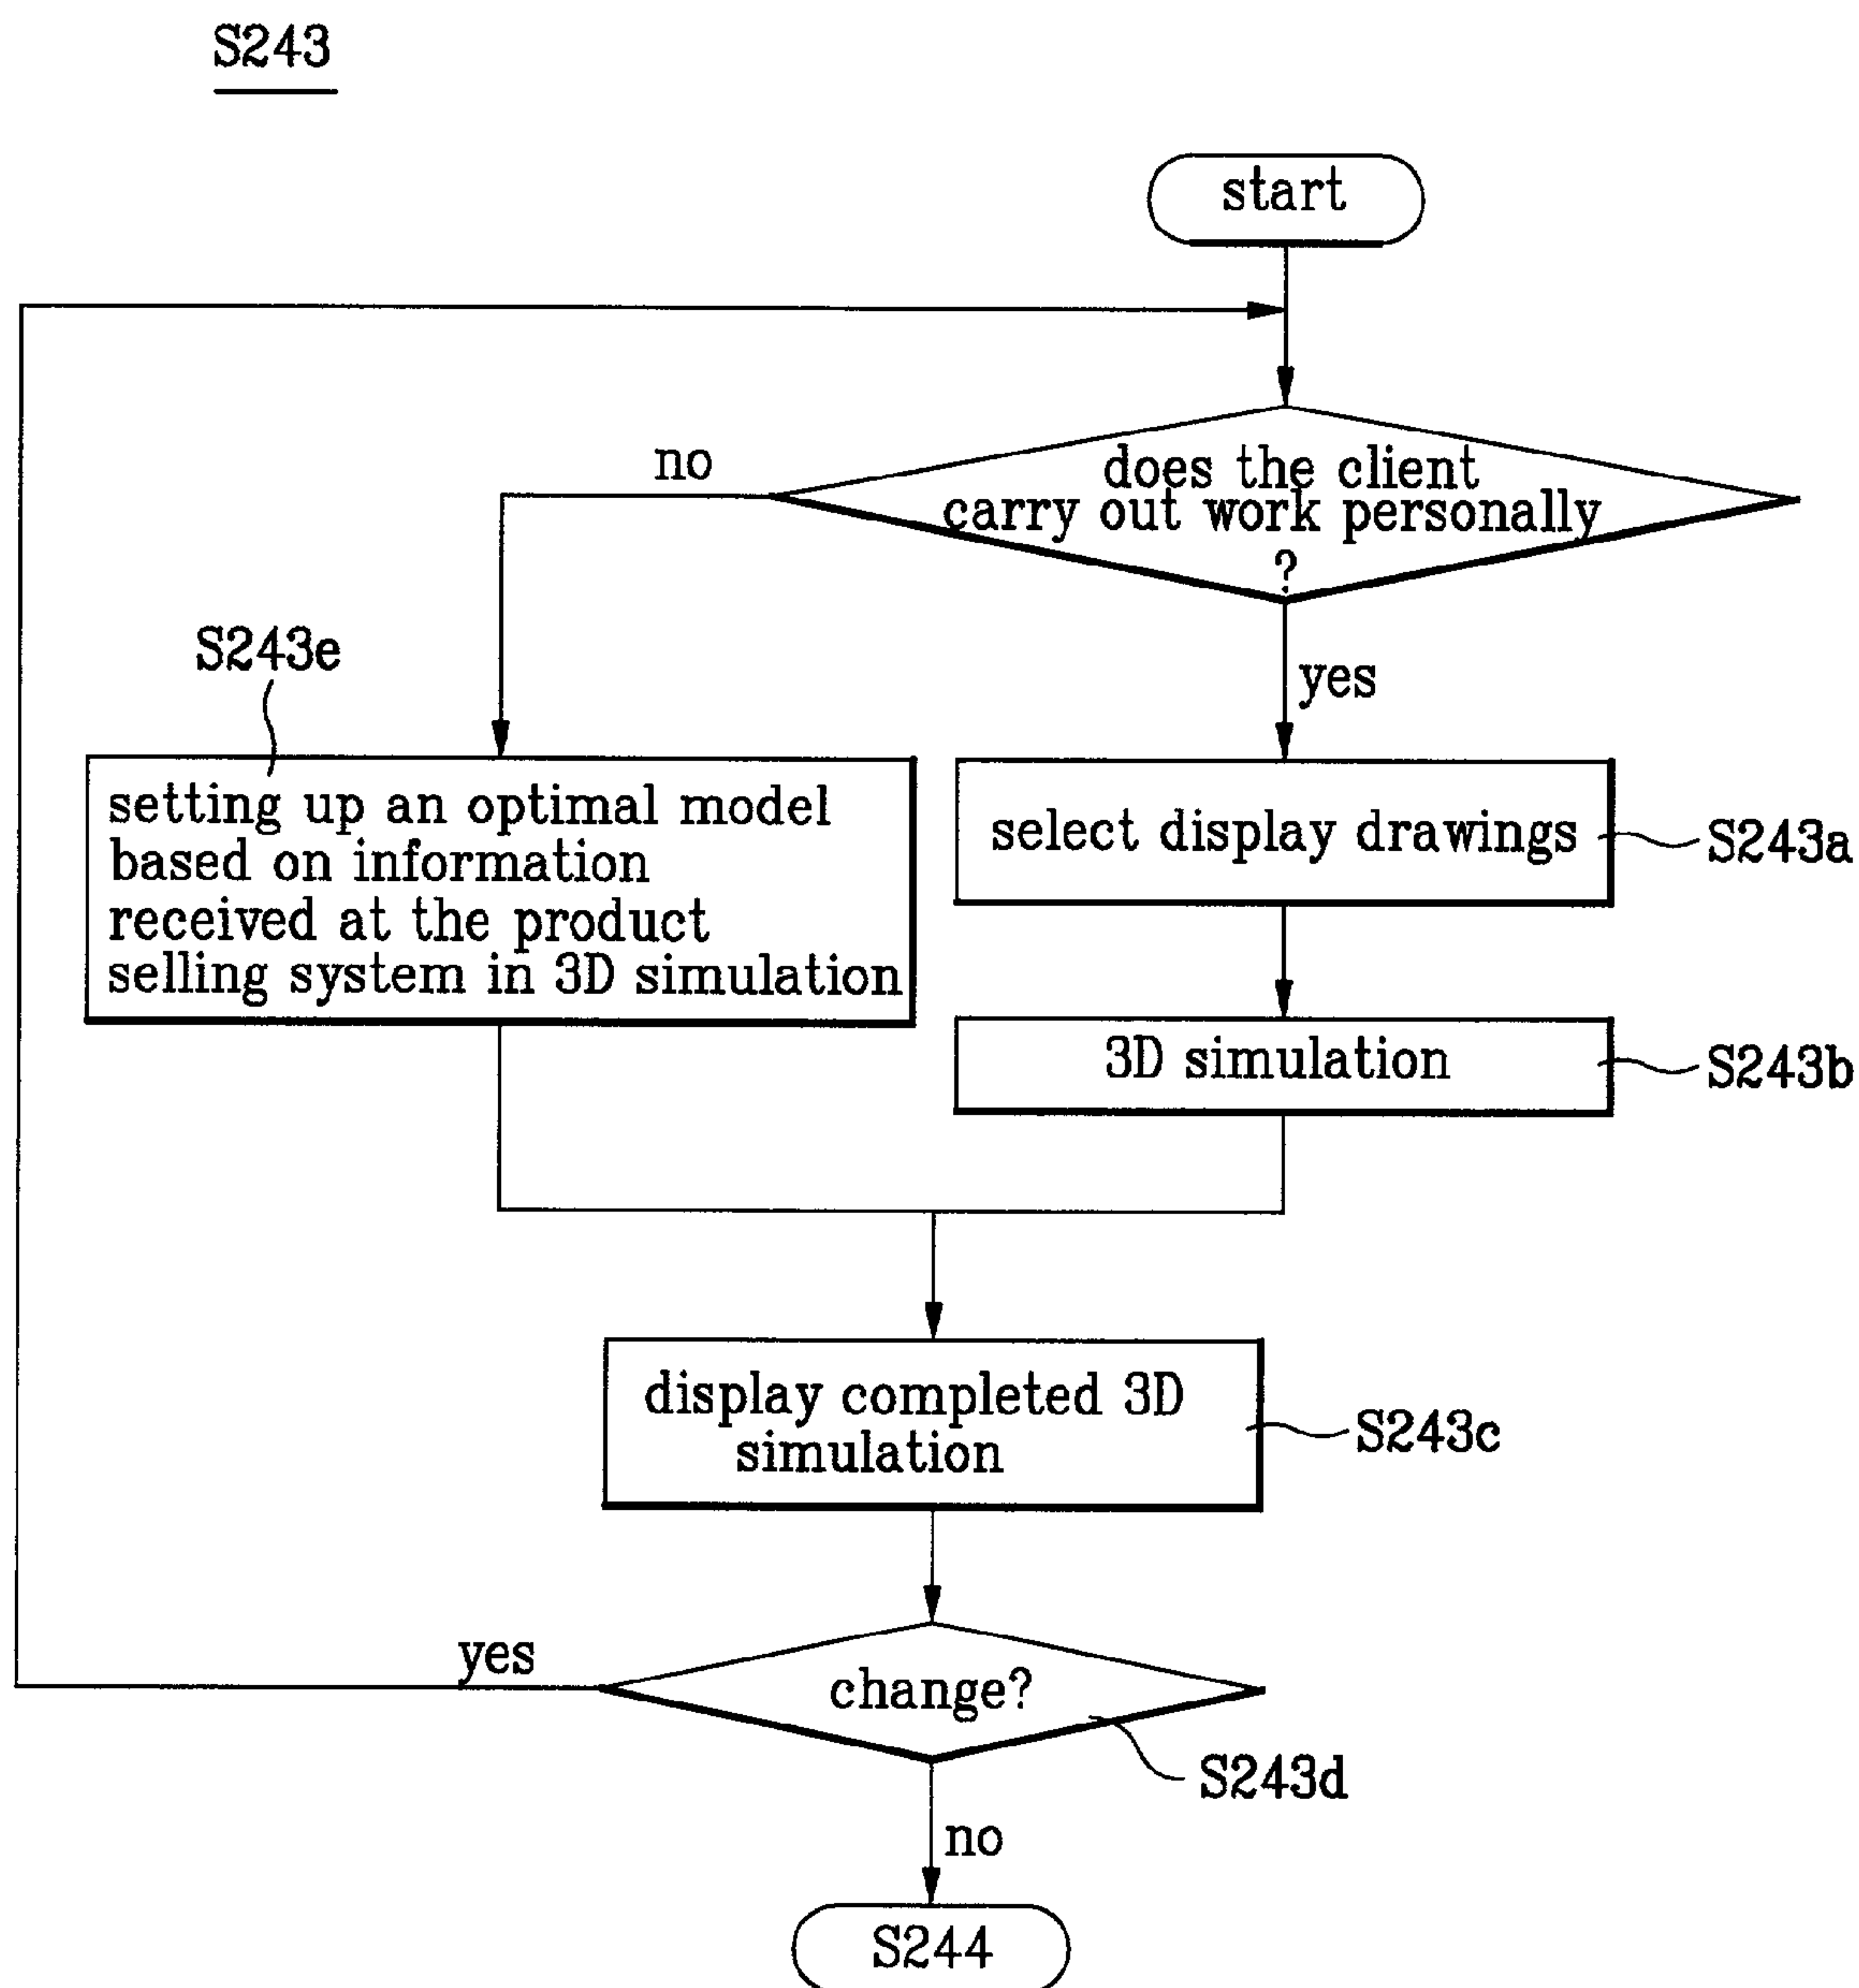 S243
start
no
does the client
carry out work personally
?
yes
S243e
setting up an optimal model
based on information
received at the product
selling system in 3D simulation
select display drawings
S243a
3D simulation
S243b
display completed 3D
simulation
S243c
yes
change?
S243d
no
S244